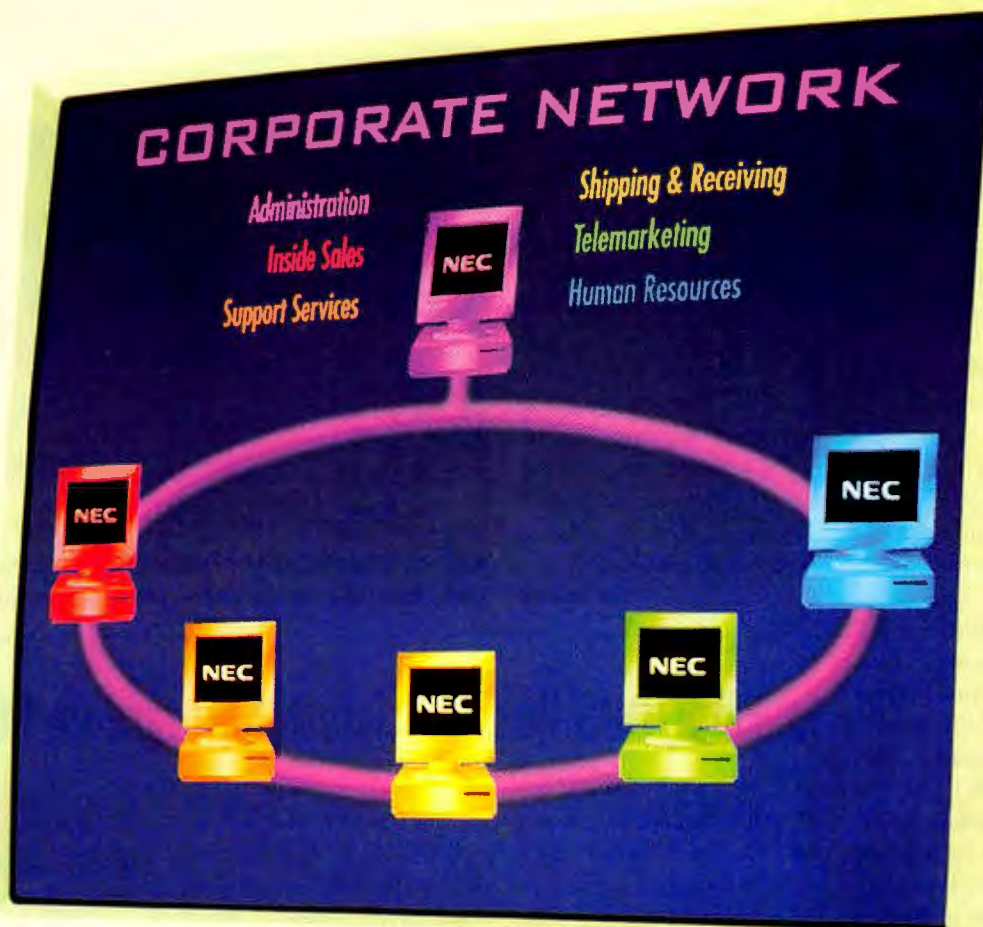 CORPORATE NETWORK
Administration
Inside Sales
Support Services
Shipping & Receiving
Telemarketing
Human Resources
NEC
NEC
NEC
NEC
NEC
NEC